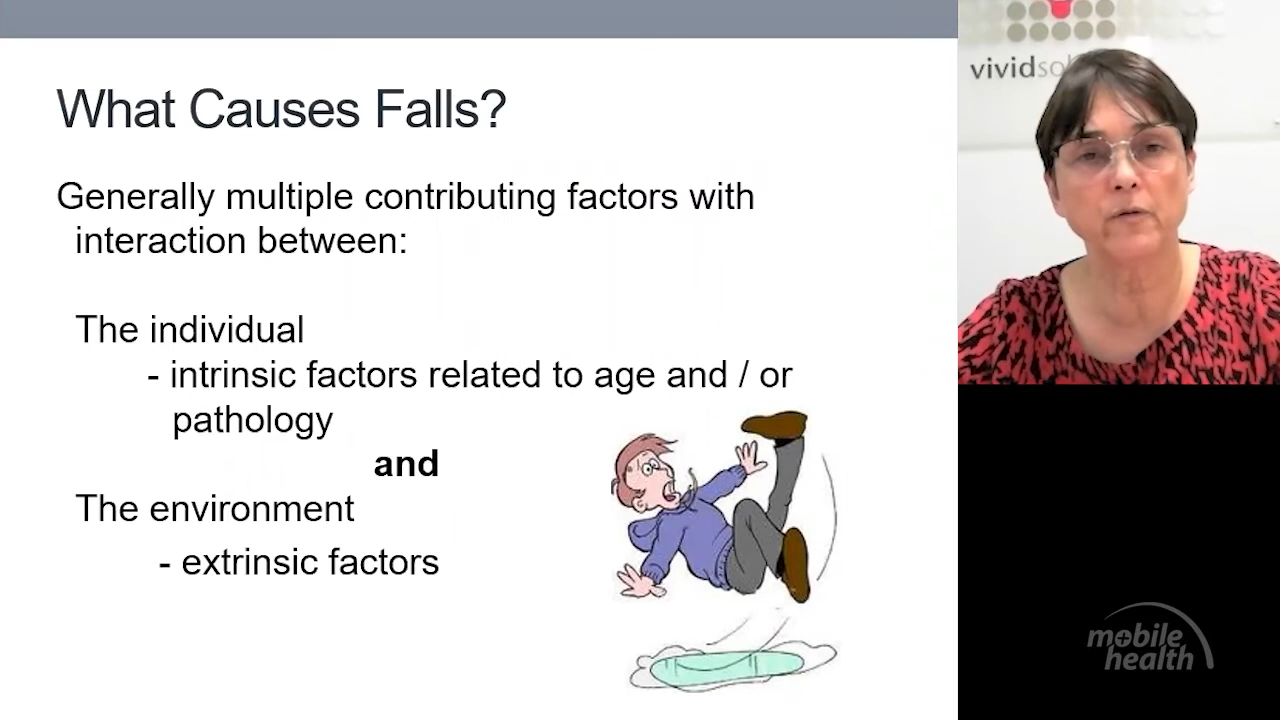 What Causes Falls?
Generally multiple contributing factors with
interaction between:
The individual
- intrinsic factors related to age and / or
pathology
and
The environment
- extrinsic factors
vividsol
mobile
health